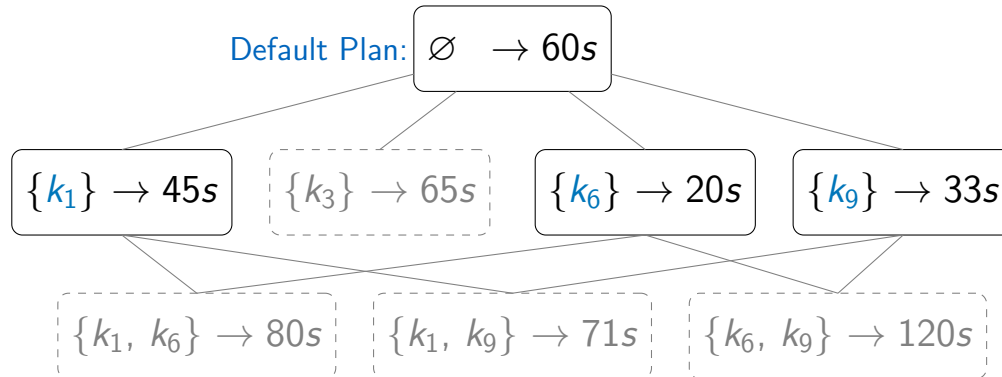 Default Plan: ∅ → 60s
{k₁} → 45s {k₃} → 65s {k₆} → 20s {k₉} → 33s
{k₁, k₆} → 80s {k₁, k₉} → 71s {k₆, k₉} → 120s